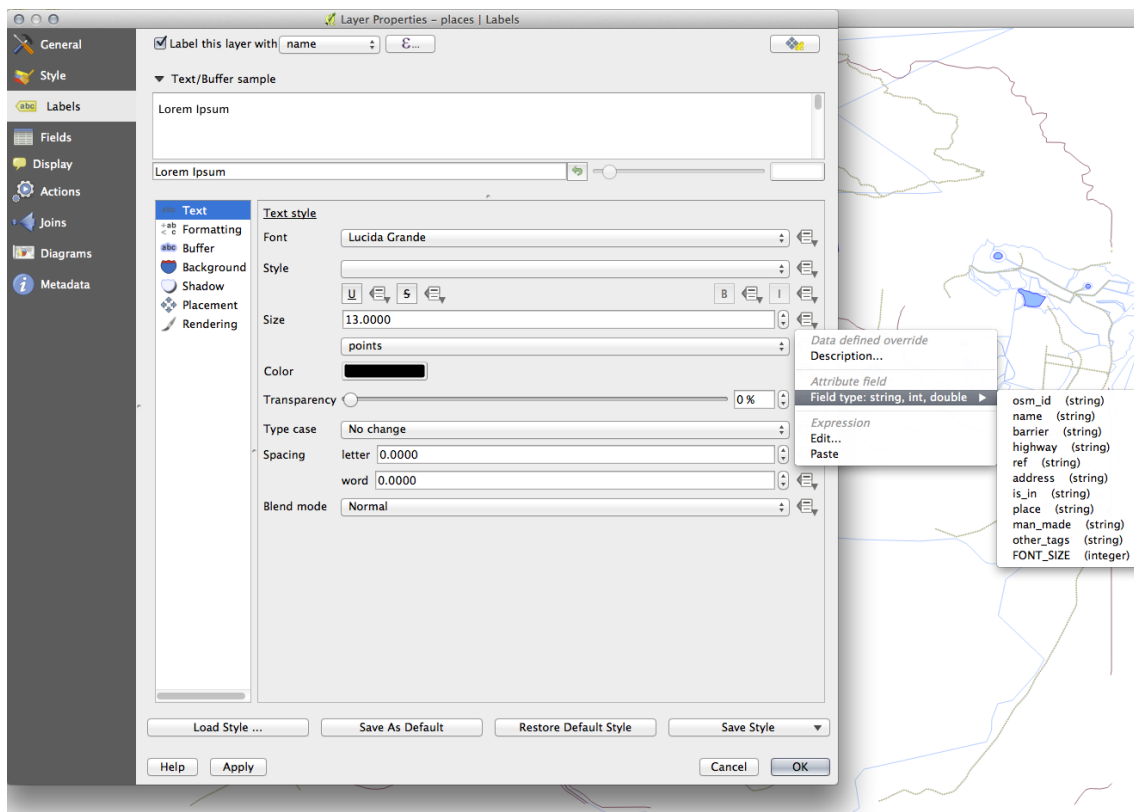 Layer Properties - places | Labels
General
Style
abc Labels
Fields
Display
Actions
Joins
Diagrams
Metadata
Label this layer with name ε...
Text/Buffer sample
Lorem Ipsum
Lorem Ipsum
Text
+ab < c Formatting
abc Buffer
Background
Shadow
Placement
Rendering
Text style
Font Lucida Grande
Style
U S B I
Size 13.0000
points
Color
Transparency 0 %
Type case No change
Spacing letter 0.0000
word 0.0000
Blend mode Normal
Data defined override
Description...
Attribute field
Field type: string, int, double
Expression
Edit...
Paste
osm_id (string)
name (string)
barrier (string)
highway (string)
ref (string)
address (string)
is_in (string)
place (string)
man_made (string)
other_tags (string)
FONT_SIZE (integer)
Load Style ... Save As Default Restore Default Style Save Style
Help Apply Cancel OK